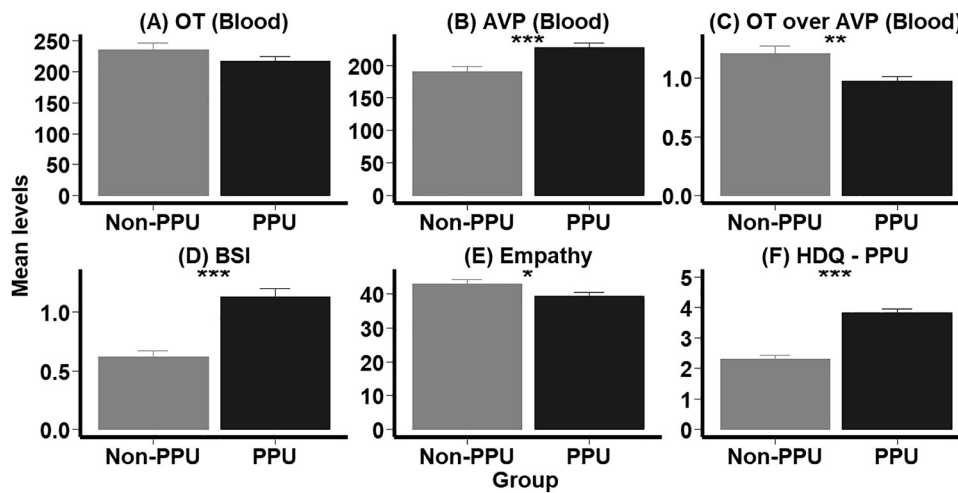 (A) OT (Blood)
250
200
150
100
50
0
Non-PPU PPU
(B) AVP (Blood)
***
200
150
100
50
0
Non-PPU PPU
(C) OT over AVP (Blood)
**
1.0
0.5
0.0
Non-PPU PPU
Mean levels
(D) BSI
***
1.0
0.5
0.0
Non-PPU PPU
(E) Empathy
*
40
30
20
10
0
Non-PPU PPU
(F) HDQ - PPU
***
5
4
3
2
1
0
Non-PPU PPU
Group